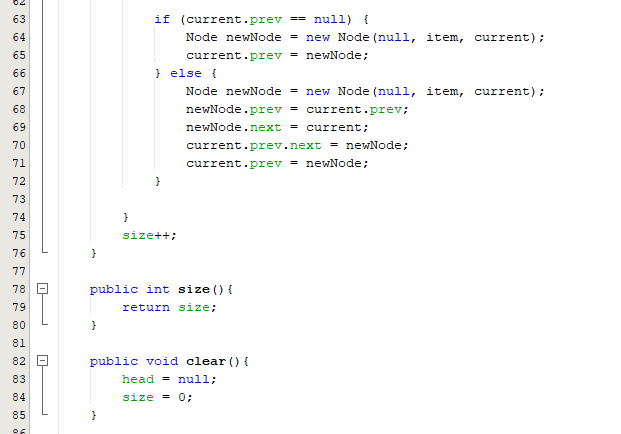 62
63 if (current.prev == null) {
64 Node newNode = new Node(null, item, current);
65 current.prev = newNode;
66 } else {
67 Node newNode = new Node(null, item, current);
68 newNode.prev = current.prev;
69 newNode.next = current;
70 current.prev.next = newNode;
71 current.prev = newNode;
72 }
73
74 }
75 size++;
76 }
77
78 public int size(){
79 return size;
80 }
81
82 public void clear(){
83 head = null;
84 size = 0;
85 }
86